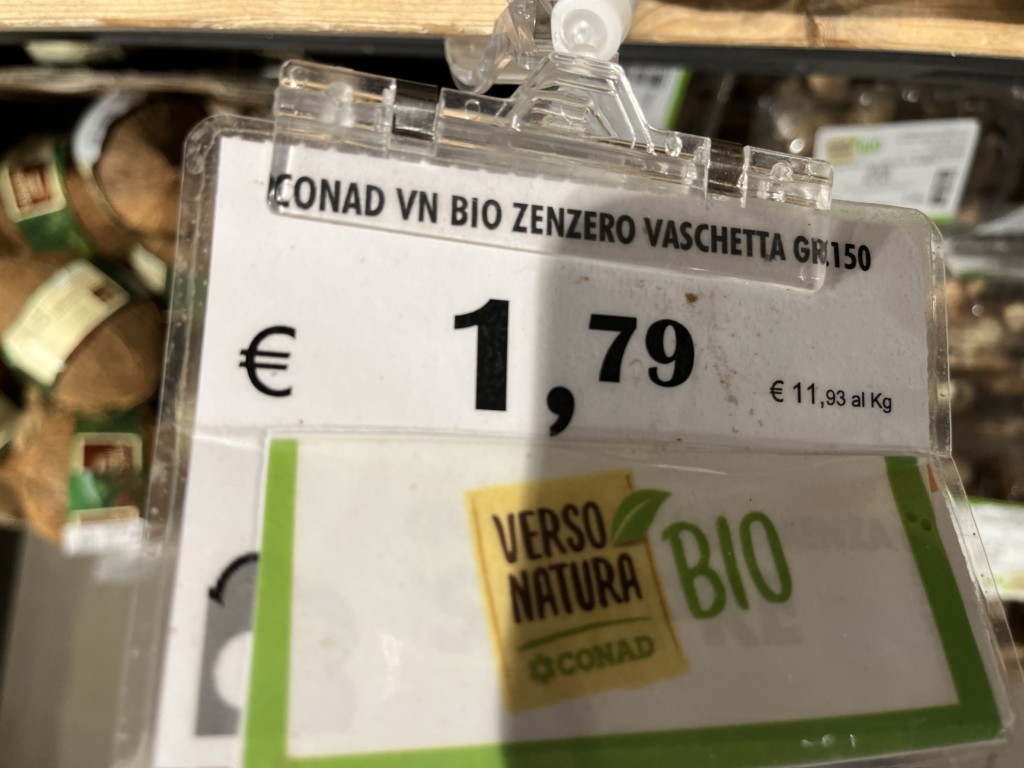 CONAD VN BIO ZENZERO VASCHETTA GR.150
€ 1,79
€ 11,93 al Kg
VERSO
NATURA
CONAD
BIO